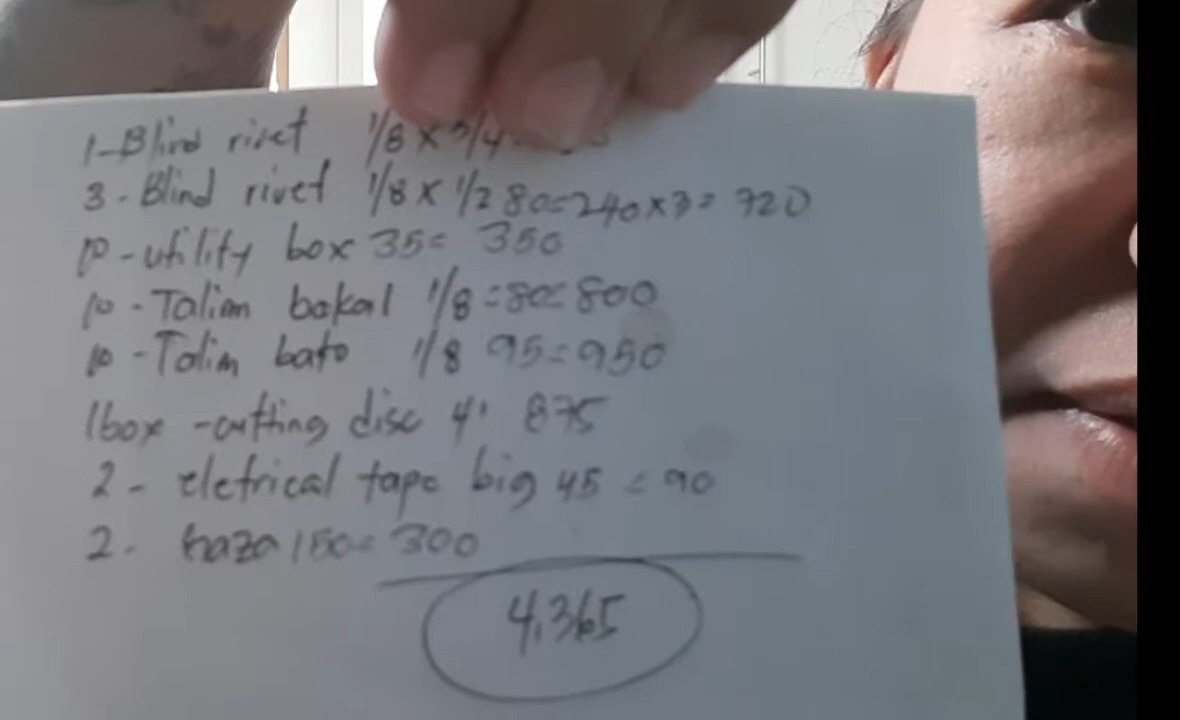 1-Blind rivet 1/8 x 3/4
3-Blind rivet 1/8 x 1/2 80=240x3= 720
10-utility box 35= 350
10-Talim bakal 1/8=80=800
10-Talim bato 1/8 95=950
1box -cutting disc 4" 875
2- eletrical tape big 45 = 90
2- 150= 300
4,365